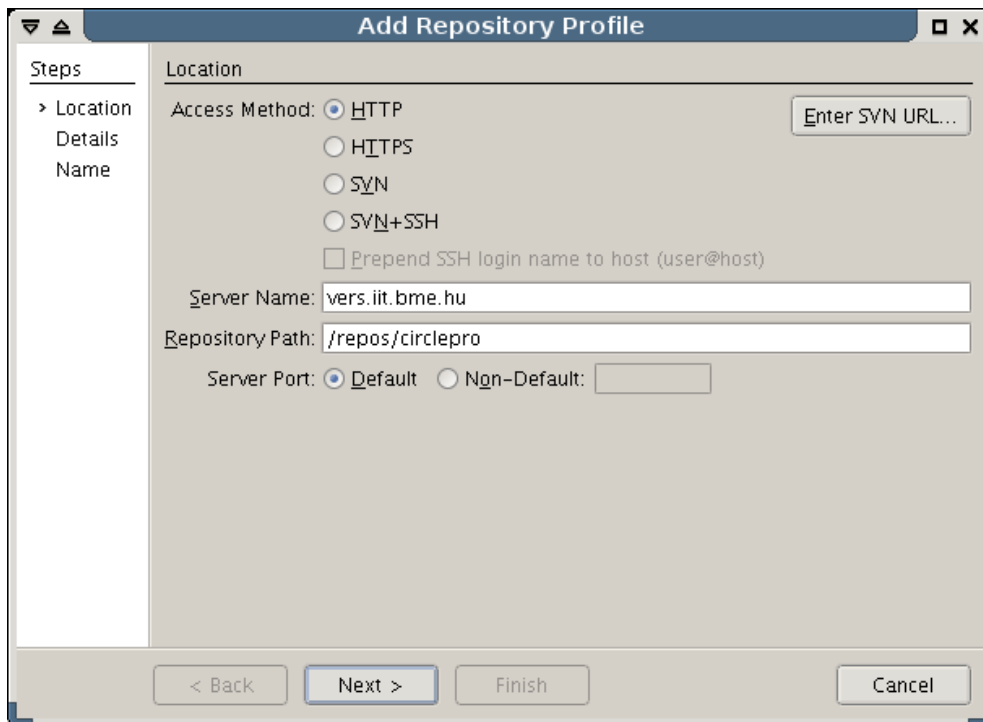 Add Repository Profile
Steps
> Location
Details
Name
Location
Access Method: HTTP
Enter SVN URL...
HTTPS
SVN
SVN+SSH
Prepend SSH login name to host (user@host)
Server Name: vers.iit.bme.hu
Repository Path: /repos/circlepro
Server Port: Default Non-Default:
< Back Next > Finish Cancel